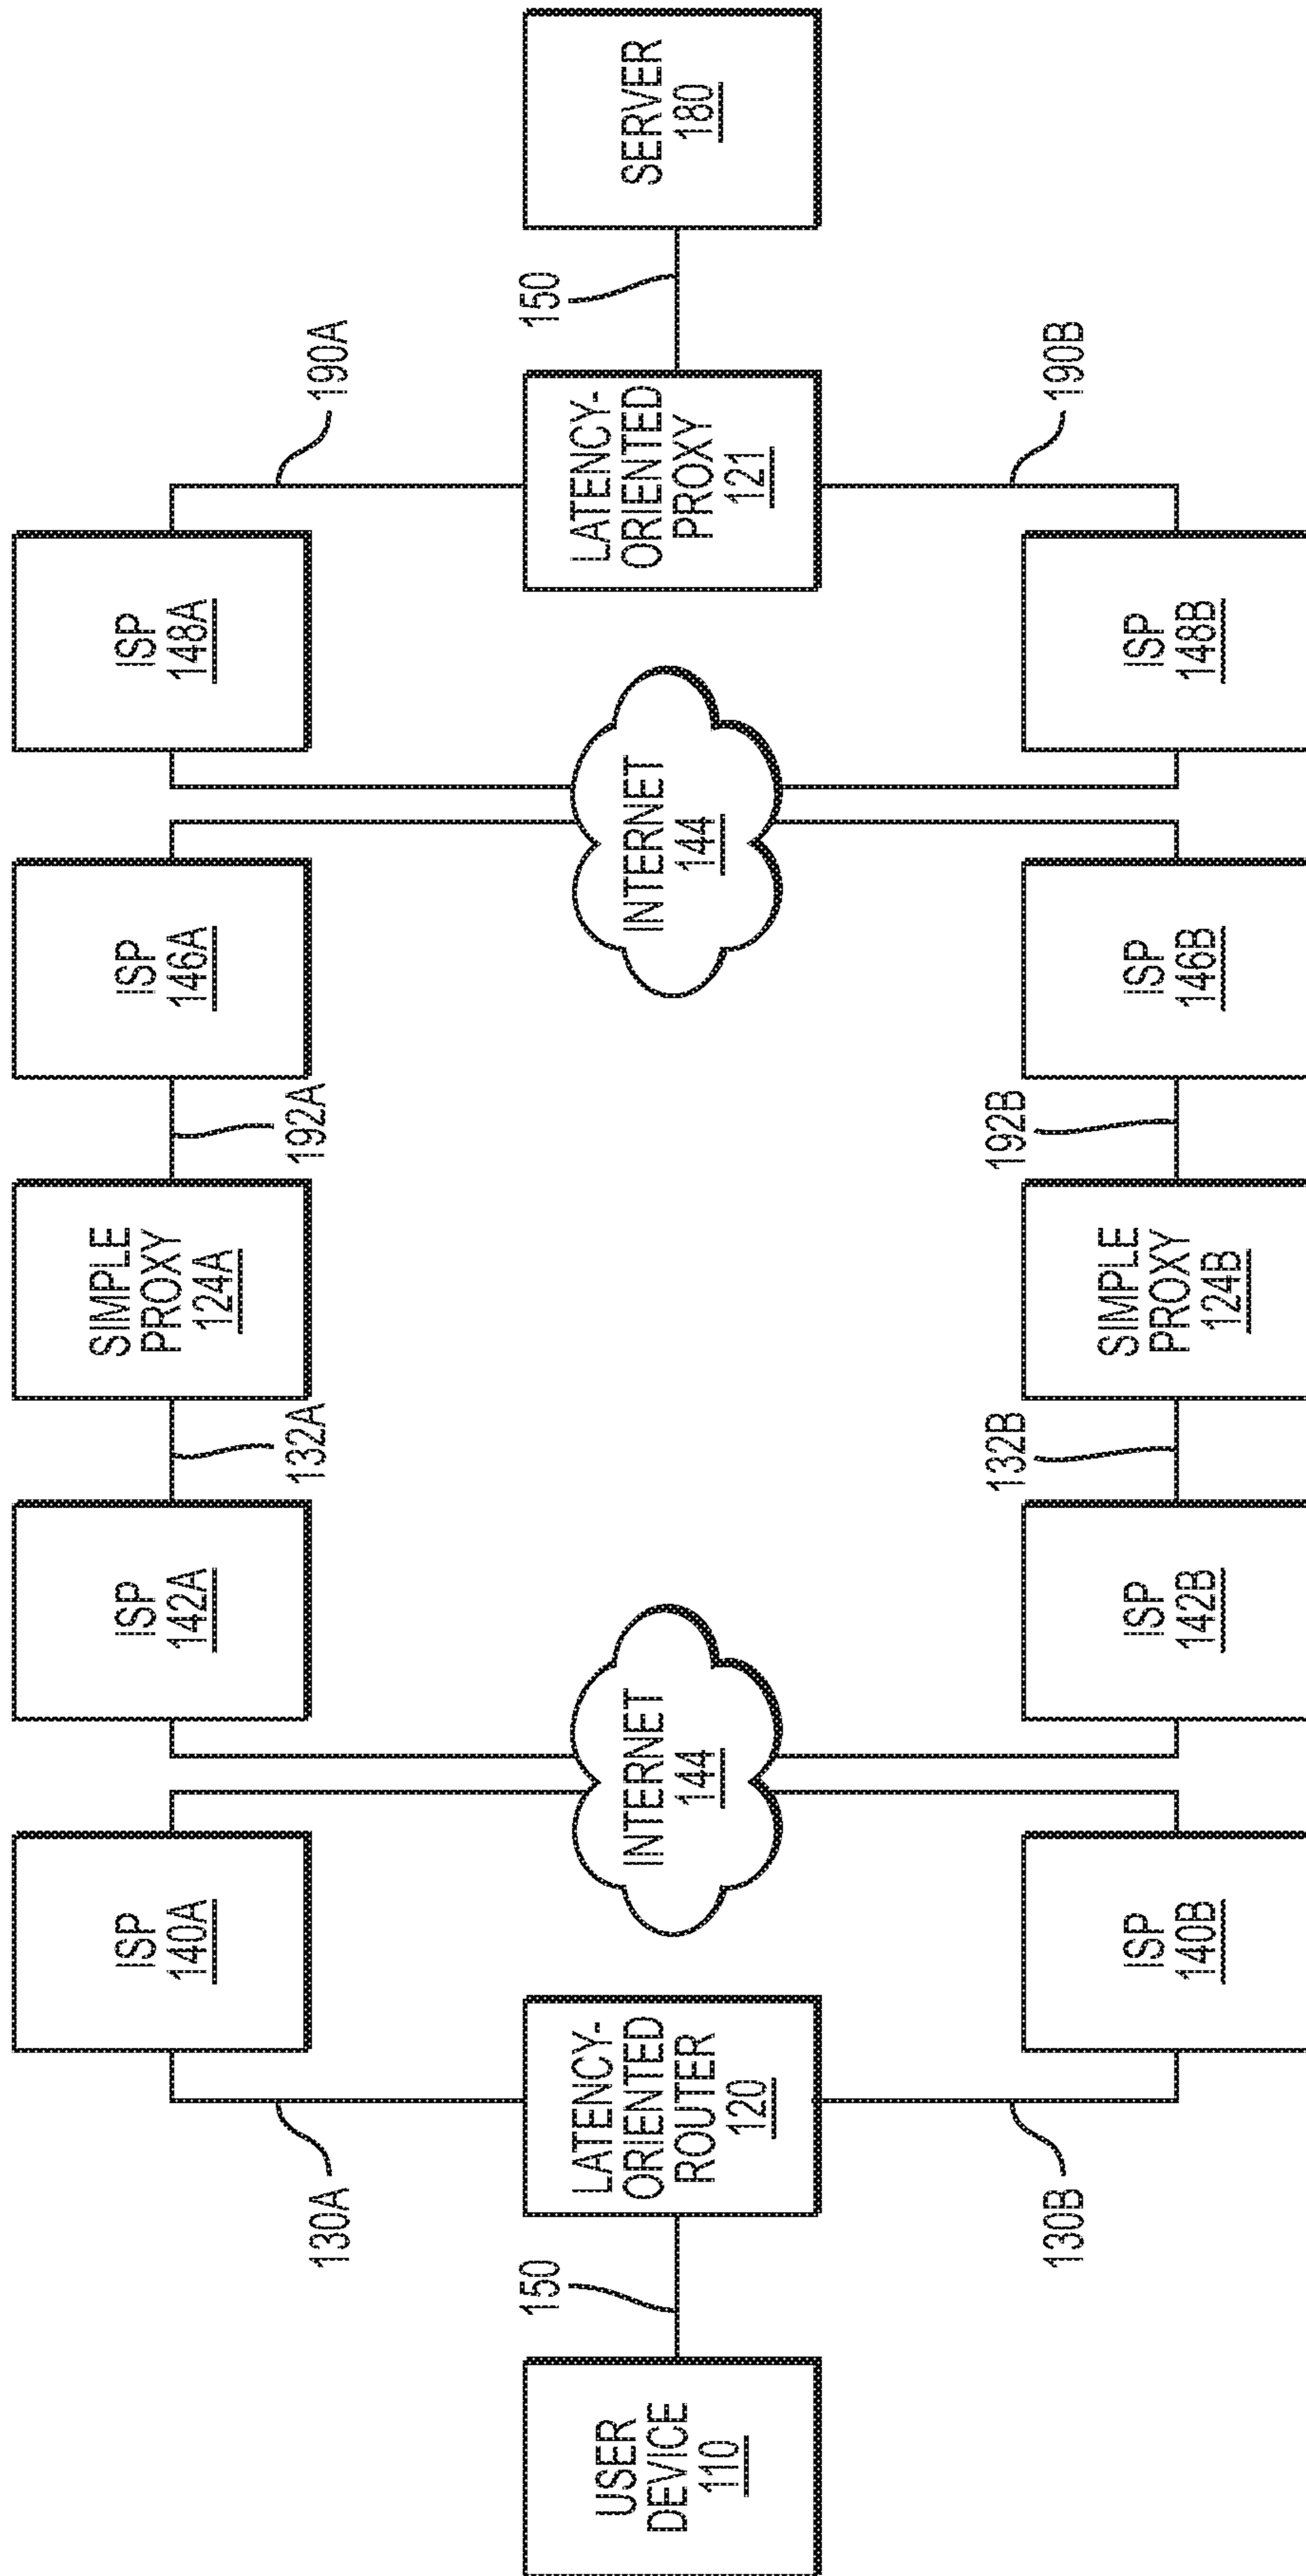 ISP
140A
ISP
142A
SIMPLE
PROXY
124A
ISP
146A
ISP
148A
130A
132A
192A
190A
USER
DEVICE
110
150
LATENCY-
ORIENTED
ROUTER
120
INTERNET
144
INTERNET
144
LATENCY-
ORIENTED
PROXY
121
150
SERVER
180
130B
132B
192B
190B
ISP
140B
ISP
142B
SIMPLE
PROXY
124B
ISP
146B
ISP
148B